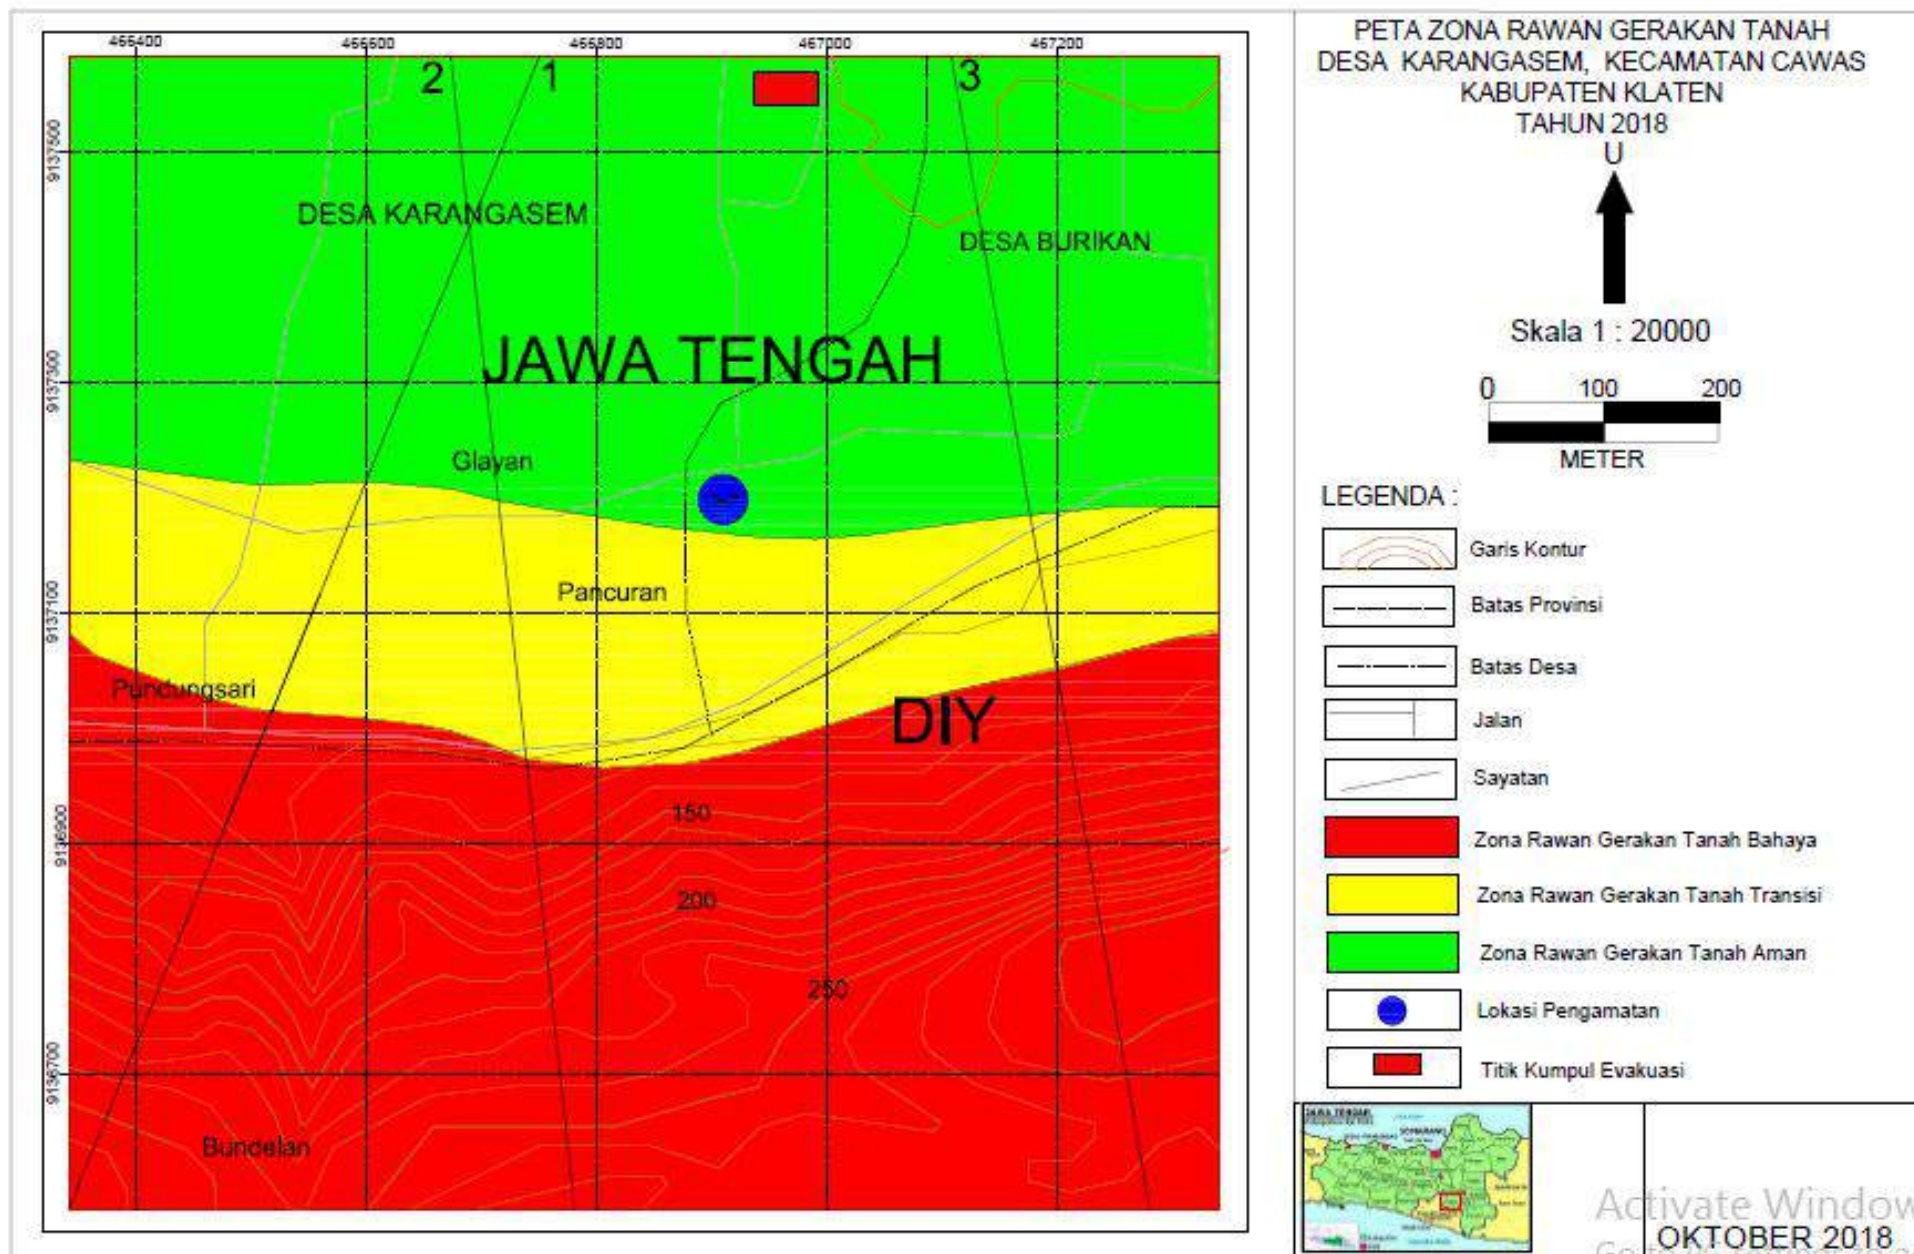 466400 466600 466800 467000 467200
2 1 3
9137500
DESA KARANGASEM
DESA BURIKAN
JAWA TENGAH
9137300
Glayan
Pancuran
9137100
Pundungsari
DIY
150
9136900
200
250
9136700
Bundelan
PETA ZONA RAWAN GERAKAN TANAH
DESA KARANGASEM, KECAMATAN CAWAS
KABUPATEN KLATEN
TAHUN 2018
U
Skala 1 : 20000
0 100 200
METER
LEGENDA :
Garis Kontur
Batas Provinsi
Batas Desa
Jalan
Sayatan
Zona Rawan Gerakan Tanah Bahaya
Zona Rawan Gerakan Tanah Transisi
Zona Rawan Gerakan Tanah Aman
Lokasi Pengamatan
Titik Kumpul Evakuasi
JAWA TENGAH
SEMARANG
Activate Window
OKTOBER 2018